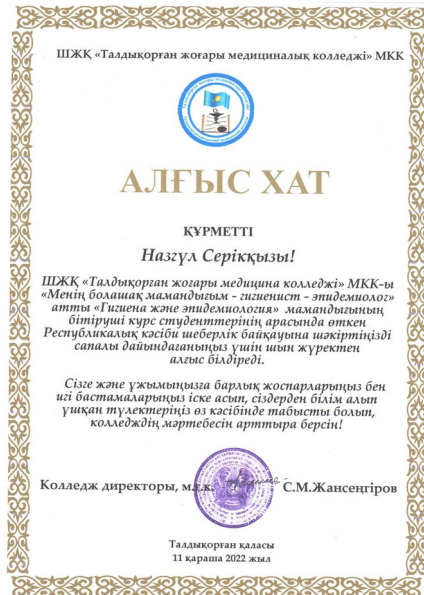 ШЖҚ «Талдықорған жоғары медициналық колледжі» МКК
АЛҒЫС ХАТ
ҚҰРМЕТТІ
Назгүл Серікқызы!
ШЖҚ «Талдықорған жоғары медицина колледжі» МКК-ы
«Менің болашақ мамандығым - гигиенист - эпидемиолог»
атты «Гигиена және эпидемиология» мамандығының
бітіруші курс студенттерінің арасында өткен
Республикалық кәсіби шеберлік байқауына шәкіртіңізді
сапалы дайындағаныңыз үшін шын жүректен
алғыс білдіреді.
Сізге және ұжымыңызға барлық жоспарларыңыз бен
игі бастамаларыңыз іске асып, сіздерден білім алып
ұшқан түлектеріңіз өз кәсібінде табысты болып,
колледждің мәртебесін арттыра берсін!
Колледж директоры, м.ғ.к. С.М.Жансеңгіров
Талдықорған қаласы
11 қараша 2022 жыл